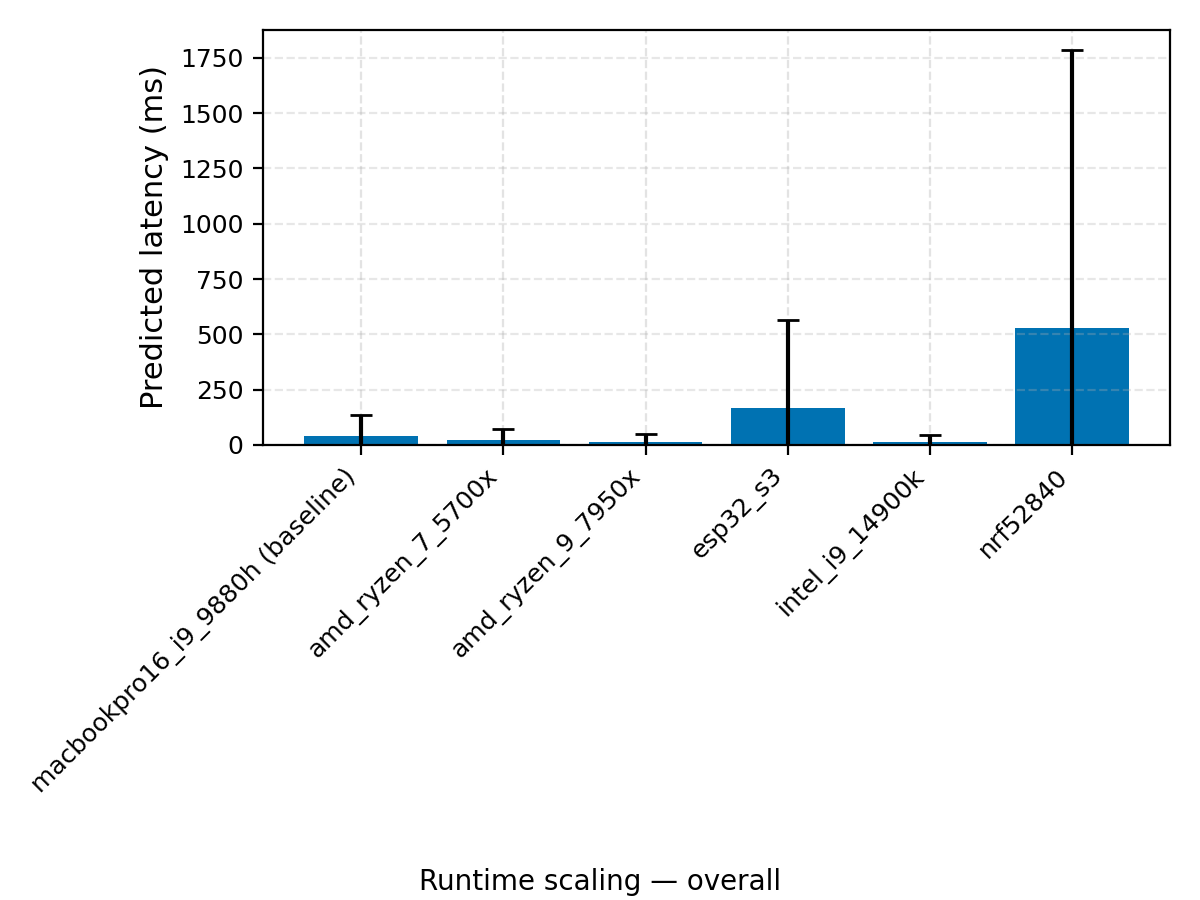 Predicted latency (ms)
1750
1500
1250
1000
750
500
250
0
macbookpro16_i9_9880h (baseline)
amd_ryzen_7_5700x
amd_ryzen_9_7950x
esp32_s3
intel_i9_14900k
nrf52840
Runtime scaling — overall